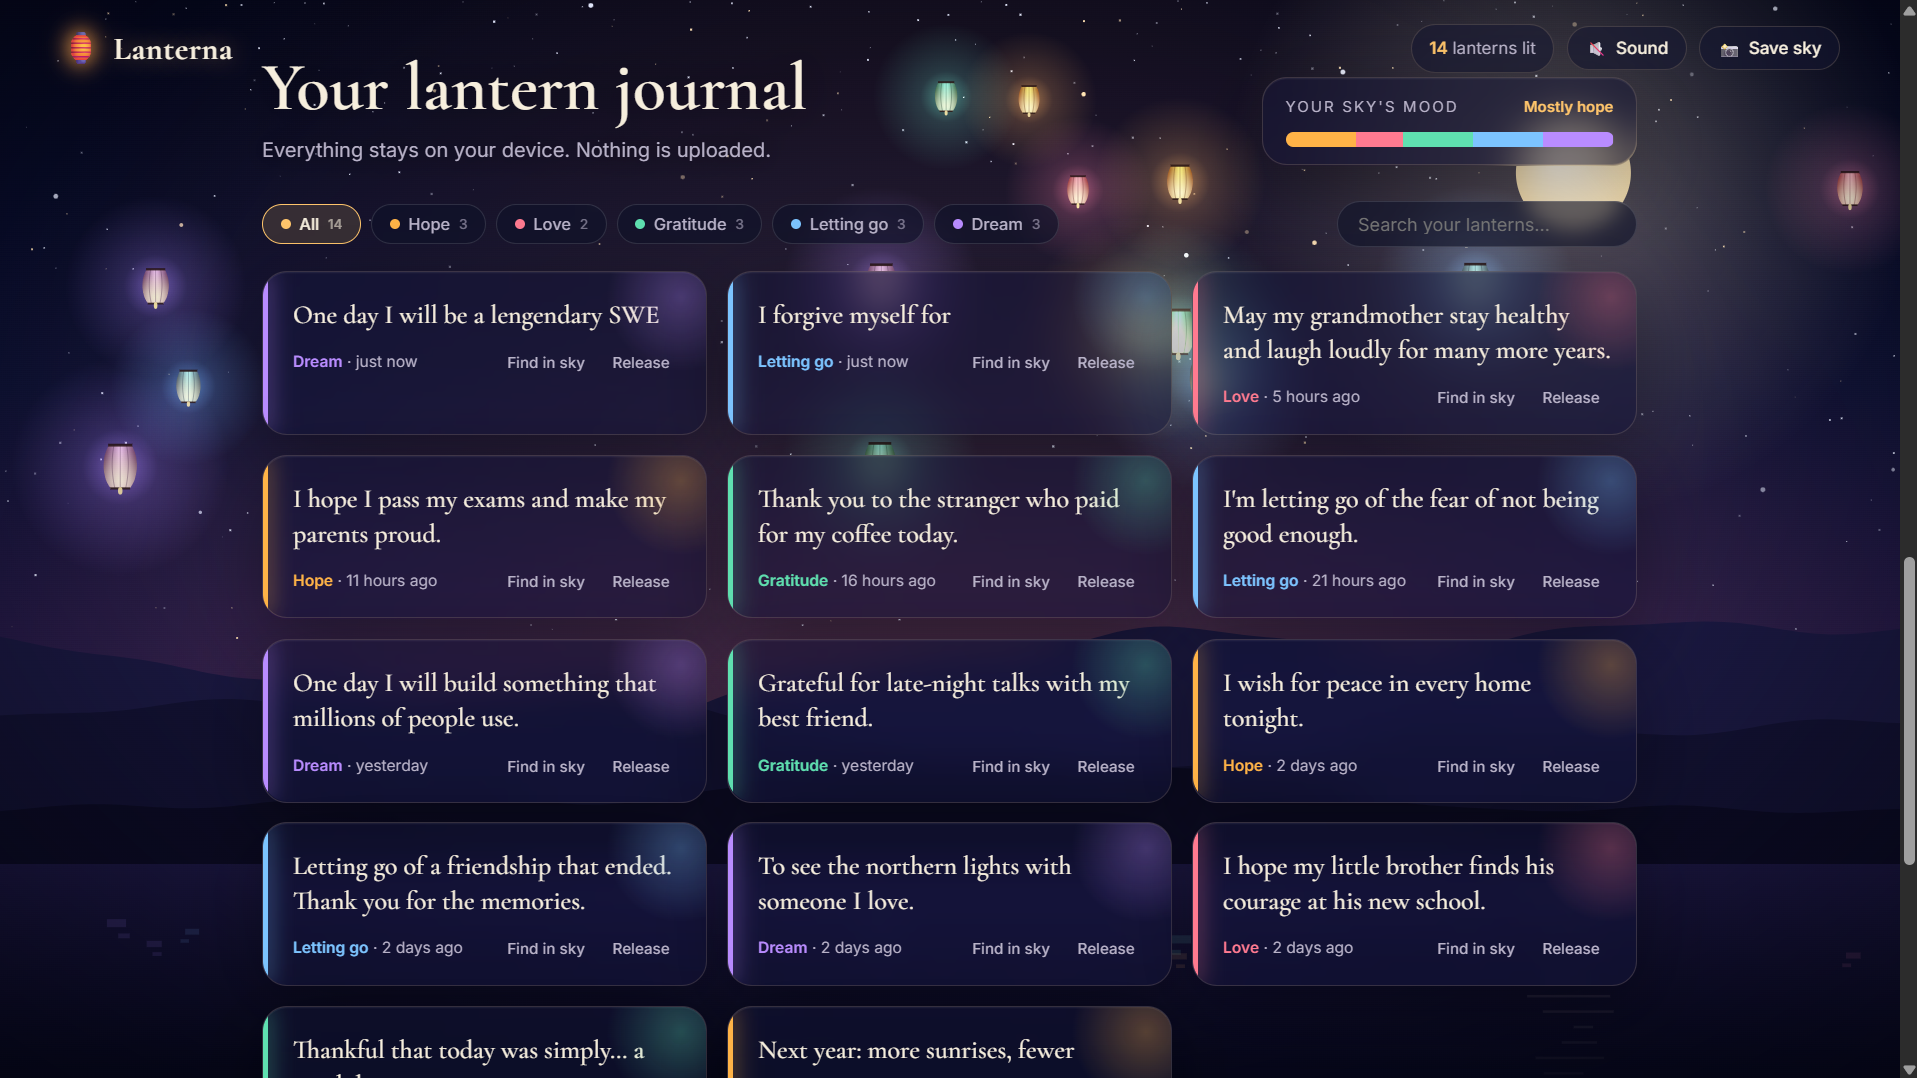 Lanterna
14 lanterns lit
Sound
Save sky
Your lantern journal
Everything stays on your device. Nothing is uploaded.
YOUR SKY'S MOOD
Mostly hope
All 14
Hope 3
Love 2
Gratitude 3
Letting go 3
Dream 3
Search your lanterns...
One day I will be a lengendary SWE
Dream · just now
Find in sky
Release
I forgive myself for
Letting go · just now
Find in sky
Release
May my grandmother stay healthy
and laugh loudly for many more years.
Love · 5 hours ago
Find in sky
Release
I hope I pass my exams and make my
parents proud.
Hope · 11 hours ago
Find in sky
Release
Thank you to the stranger who paid
for my coffee today.
Gratitude · 16 hours ago
Find in sky
Release
I'm letting go of the fear of not being
good enough.
Letting go · 21 hours ago
Find in sky
Release
One day I will build something that
millions of people use.
Dream · yesterday
Find in sky
Release
Grateful for late-night talks with my
best friend.
Gratitude · yesterday
Find in sky
Release
I wish for peace in every home
tonight.
Hope · 2 days ago
Find in sky
Release
Letting go of a friendship that ended.
Thank you for the memories.
Letting go · 2 days ago
Find in sky
Release
To see the northern lights with
someone I love.
Dream · 2 days ago
Find in sky
Release
I hope my little brother finds his
courage at his new school.
Love · 2 days ago
Find in sky
Release
Thankful that today was simply... a
Next year: more sunrises, fewer